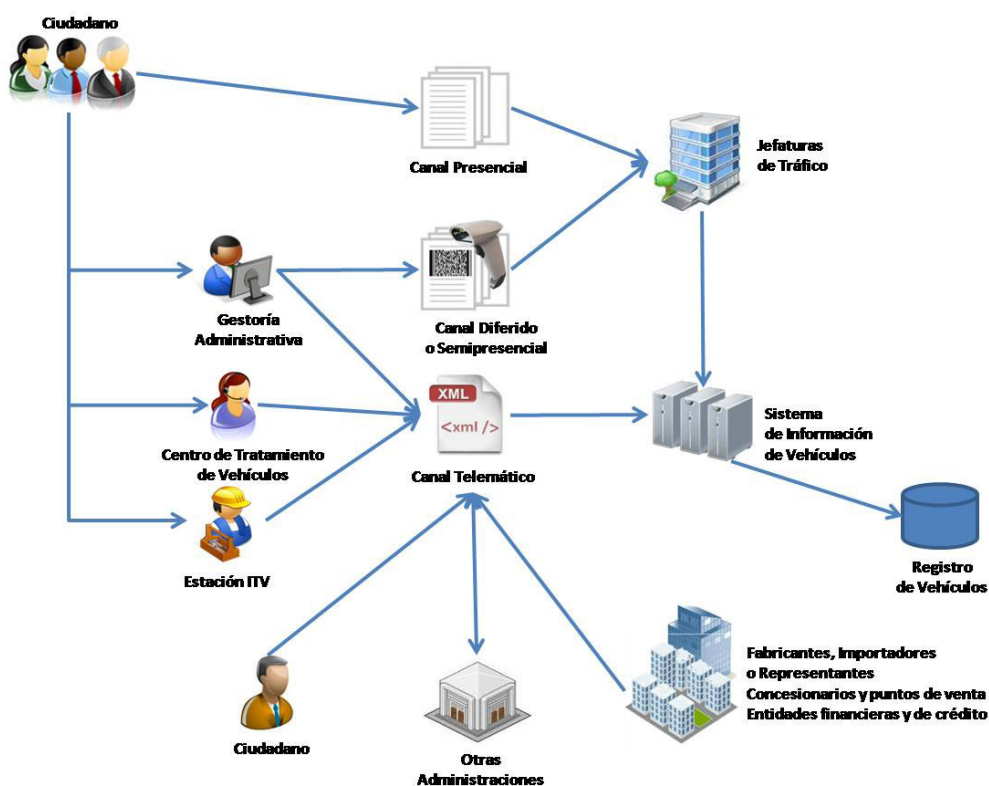 Ciudadano
Canal Presencial
Jefaturas
de Tráfico
Gestoría
Administrativa
Canal Diferido
o Semipresencial
XML
<xml />
Canal Telemático
Centro de Tratamiento
de Vehículos
Sistema
de Información
de Vehículos
Estación ITV
Registro
de Vehículos
Ciudadano
Otras
Administraciones
Fabricantes, Importadores
o Representantes
Concesionarios y puntos de venta
Entidades financieras y de crédito